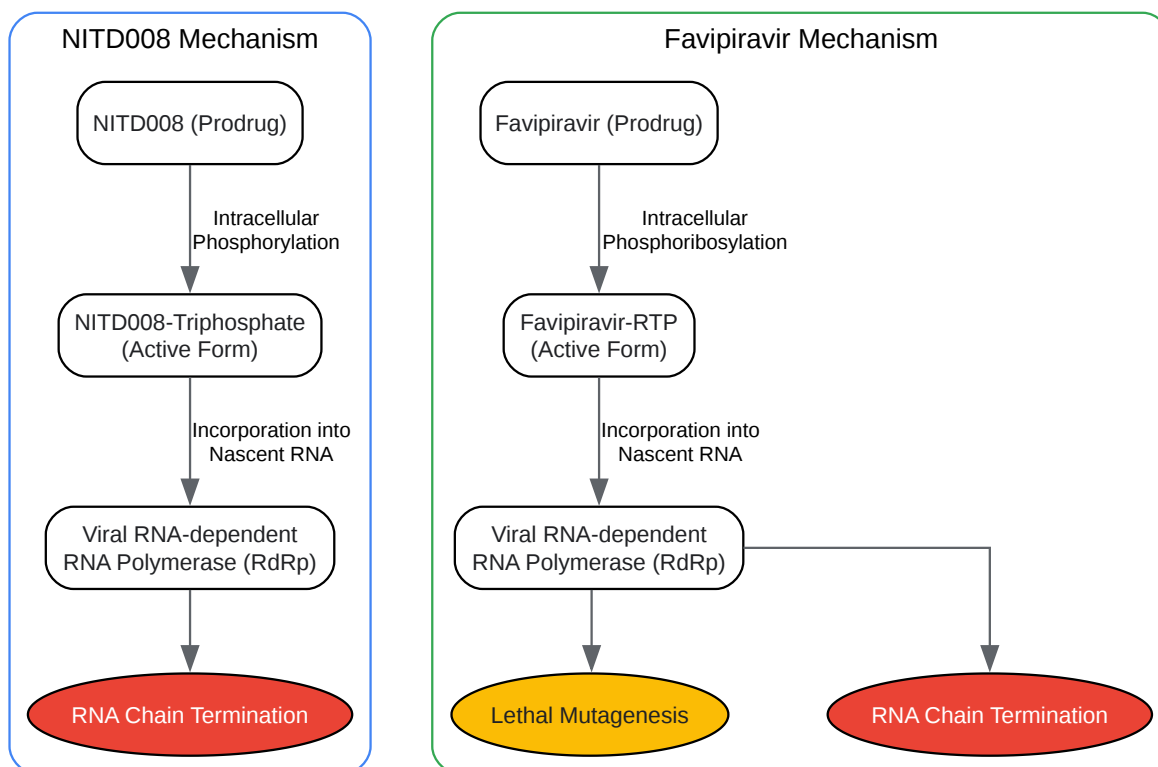 NITD008 Mechanism
NITD008 (Prodrug)
Intracellular
Phosphorylation
NITD008-Triphosphate
(Active Form)
Incorporation into
Nascent RNA
Viral RNA-dependent
RNA Polymerase (RdRp)
RNA Chain Termination
Favipiravir Mechanism
Favipiravir (Prodrug)
Intracellular
Phosphoribosylation
Favipiravir-RTP
(Active Form)
Incorporation into
Nascent RNA
Viral RNA-dependent
RNA Polymerase (RdRp)
Lethal Mutagenesis
RNA Chain Termination